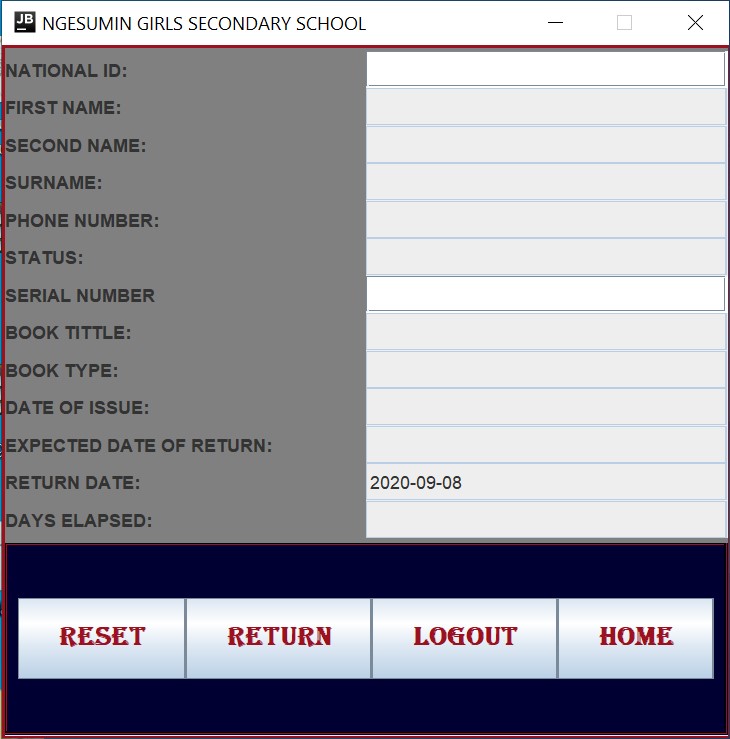 JB NGESUMIN GIRLS SECONDARY SCHOOL
NATIONAL ID:
FIRST NAME:
SECOND NAME:
SURNAME:
PHONE NUMBER:
STATUS:
SERIAL NUMBER
BOOK TITTLE:
BOOK TYPE:
DATE OF ISSUE:
EXPECTED DATE OF RETURN:
RETURN DATE: 2020-09-08
DAYS ELAPSED:
RESET RETURN LOGOUT HOME